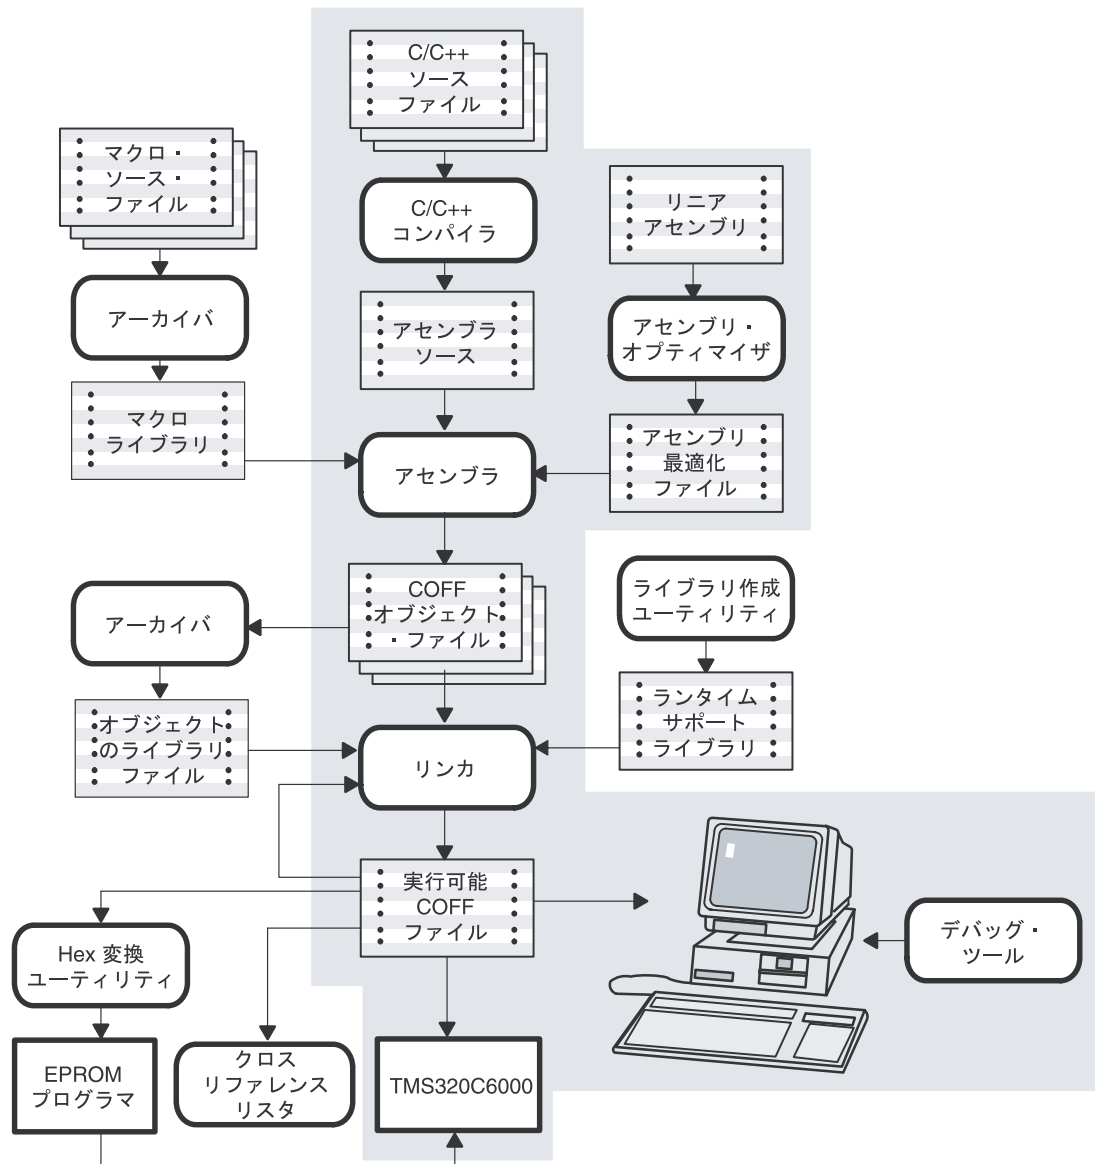 C/C++
ソース
ファイル
マクロ・
ソース・
ファイル
C/C++
コンパイラ
リニア
アセンブリ
アーカイバ
アセンブラ
ソース
アセンブリ・
オプティマイザ
マクロ
ライブラリ
アセンブラ
アセンブリ
最適化
ファイル
アーカイバ
COFF
オブジェクト
・ファイル
ライブラリ作成
ユーティリティ
オブジェクト
のライブラリ
ファイル
リンカ
ランタイム
サポート
ライブラリ
実行可能
COFF
ファイル
デバッグ・
ツール
Hex 変換
ユーティリティ
EPROM
プログラマ
クロス
リファレンス
リスタ
TMS320C6000